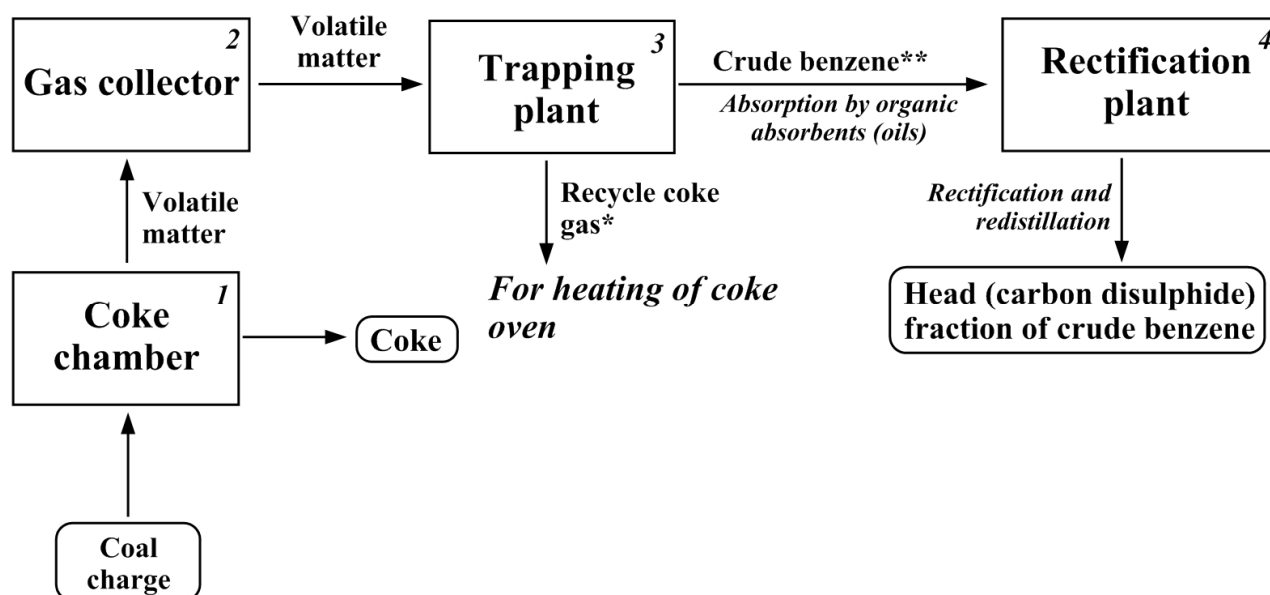 2
Gas collector
Volatile
matter
3
Trapping
plant
Crude benzene**
Absorption by organic
absorbents (oils)
4
Rectification
plant
Volatile
matter
Recycle coke
gas*
Rectification and
redistillation
1
Coke
chamber
Coke
For heating of coke
oven
Head (carbon disulphide)
fraction of crude benzene
Coal
charge